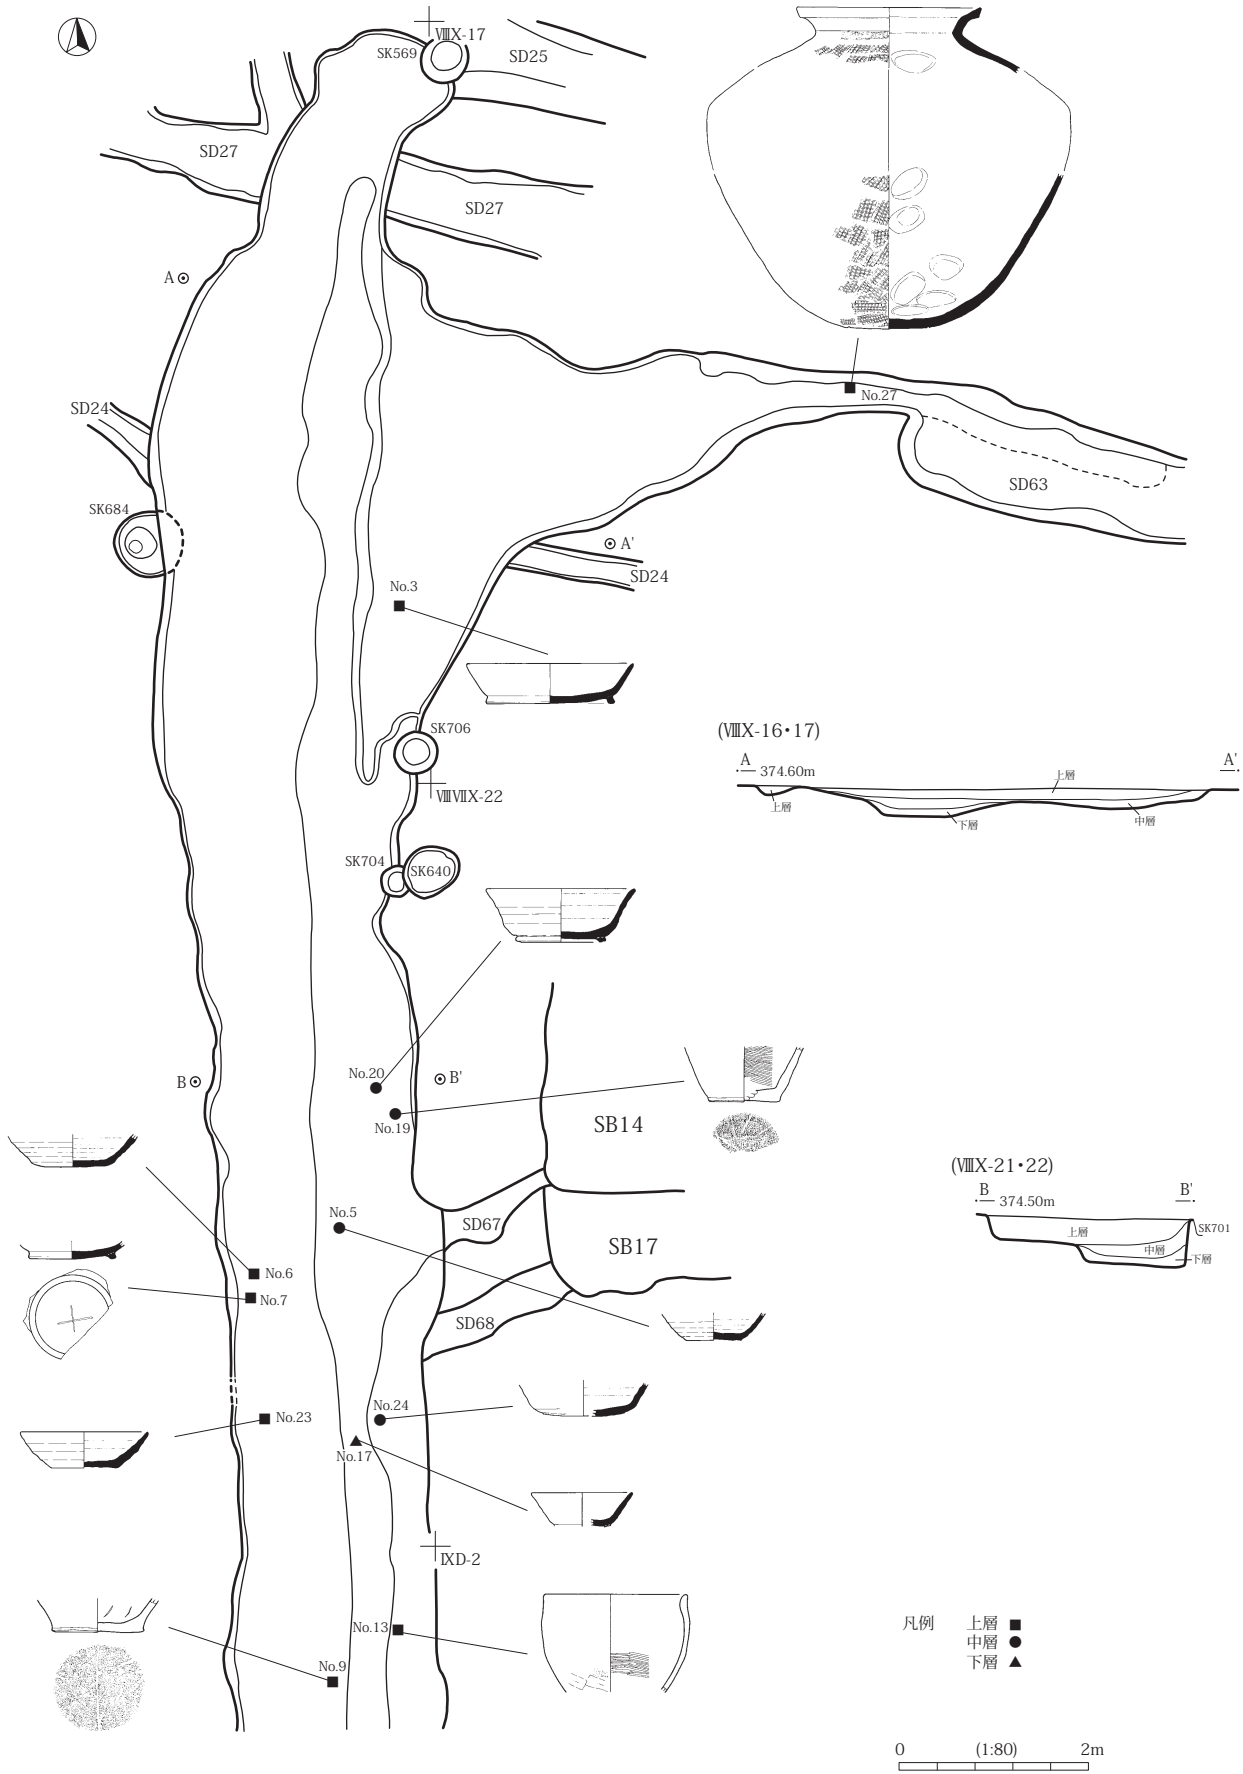 ⅧX-17
SK569
SD25
SD27
SD27
A
No.27
SD24
SD63
SK684
A'
SD24
No.3
(ⅧX-16・17)
SK706
A
374.60m
A'
上層
上層
下層
中層
ⅧⅦX-22
SK704
SK640
B
No.20
B'
No.19
SB14
(ⅧX-21・22)
B
374.50m
B'
上層
SK701
中層
下層
No.5
SD67
SB17
No.6
No.7
SD68
No.23
No.24
No.17
ⅨD-2
No.13
No.9
凡例 上層 ■
中層 ●
下層 ▲
0 (1:80) 2m